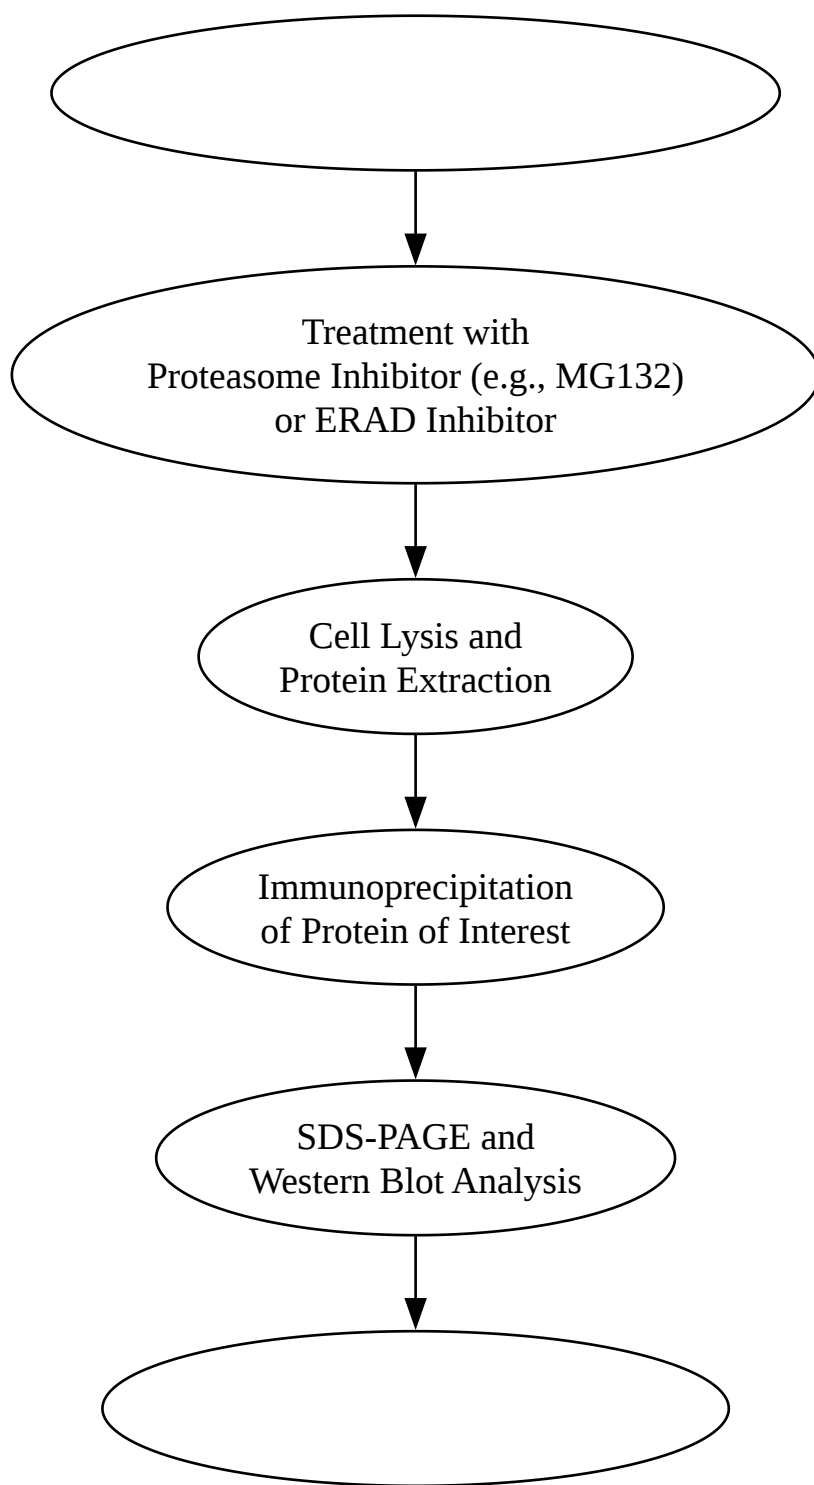 Treatment with
Proteasome Inhibitor (e.g., MG132)
or ERAD Inhibitor
Cell Lysis and
Protein Extraction
Immunoprecipitation
of Protein of Interest
SDS-PAGE and
Western Blot Analysis